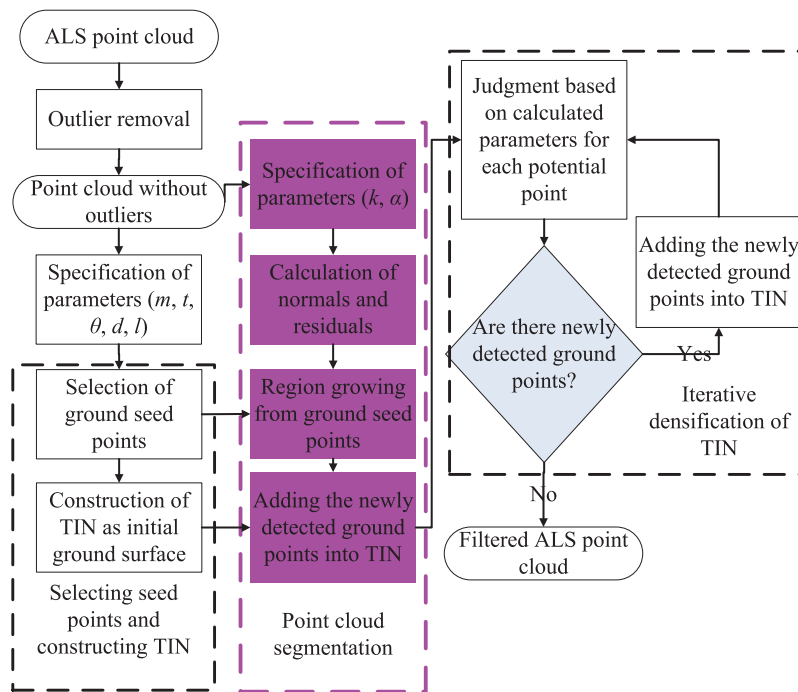 ALS point cloud
Outlier removal
Point cloud without
outliers
Specification of
parameters (m, t,
θ, d, l)
Selection of
ground seed
points
Construction of
TIN as initial
ground surface
Selecting seed
points and
constructing TIN
Specification of
parameters (k, α)
Calculation of
normals and
residuals
Region growing
from ground seed
points
Adding the newly
detected ground
points into TIN
Point cloud
segmentation
Judgment based
on calculated
parameters for
each potential
point
Are there newly
detected ground
points?
Yes
Adding the newly
detected ground
points into TIN
Iterative
densification of
TIN
No
Filtered ALS point
cloud